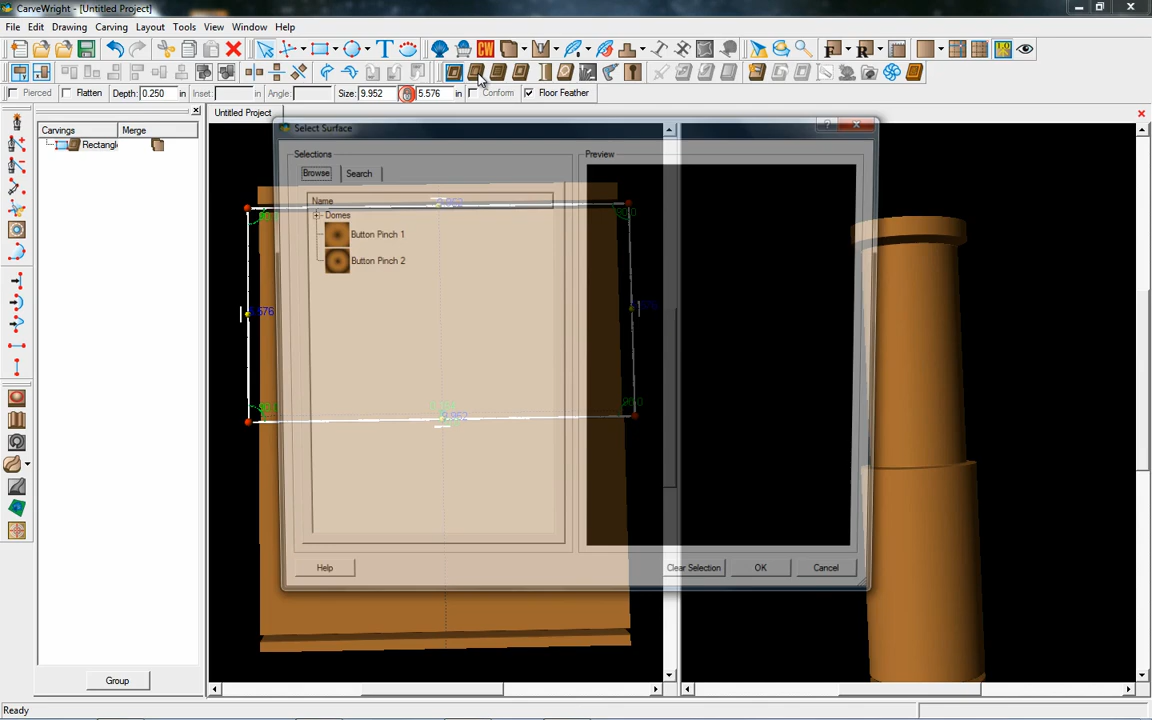 CarveWright - [Untitled Project]
File Edit Drawing Carving Layout Tools View Window Help
Pierced Flatten Depth: 0.250 in Inset: in Angle: Size: 9.952 5.576 in Conform Floor Feather
Untitled Project
Carvings Merge
Rectangl
Select Surface
Selections
Preview
Browse Search
Name
Domes
Button Pinch 1
Button Pinch 2
Help
Clear Selection OK Cancel
Group
Ready